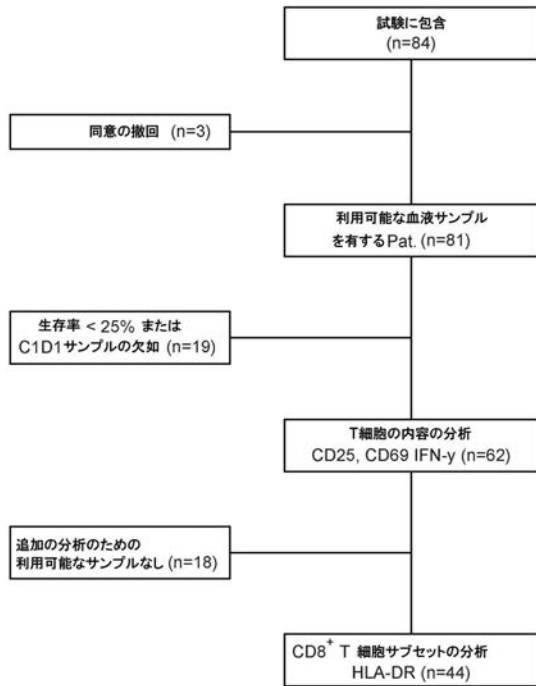 試験に包含
(n=84)
同意の撤回 (n=3)
利用可能な血液サンプル
を有するPat. (n=81)
生存率 < 25% または
C1D1サンプルの欠如 (n=19)
T細胞の内容の分析
CD25, CD69 IFN-y (n=62)
追加の分析のための
利用可能なサンプルなし (n=18)
CD8⁺ T 細胞サブセットの分析
HLA-DR (n=44)